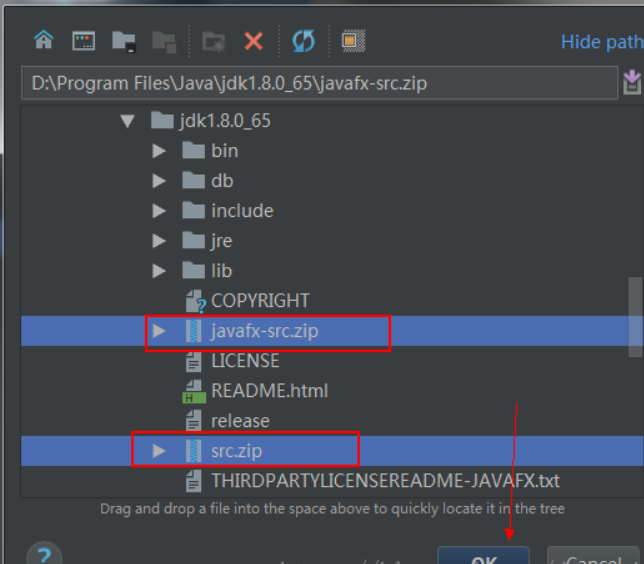 Hide path
D:\Program Files\Java\jdk1.8.0_65\javafx-src.zip
jdk1.8.0_65
bin
db
include
jre
lib
COPYRIGHT
javafx-src.zip
LICENSE
H README.html
release
src.zip
THIRDPARTYLICENSEREADME-JAVAFX.txt
Drag and drop a file into the space above to quickly locate it in the tree
? OK Cancel